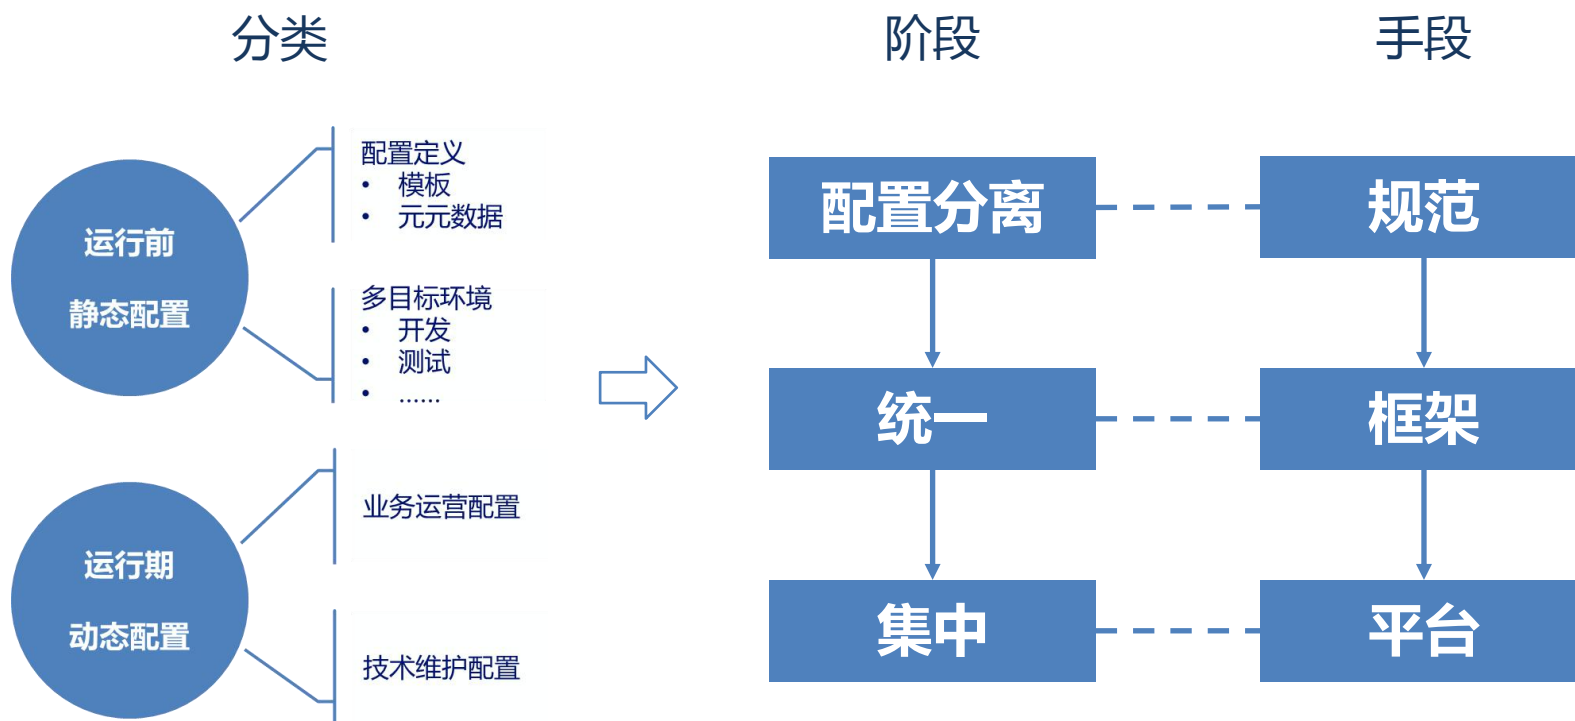 分类
阶段
手段
运行前
静态配置
配置定义
• 模板
• 元元数据
多目标环境
• 开发
• 测试
• ......
运行期
动态配置
业务运营配置
技术维护配置
配置分离
规范
统一
框架
集中
平台